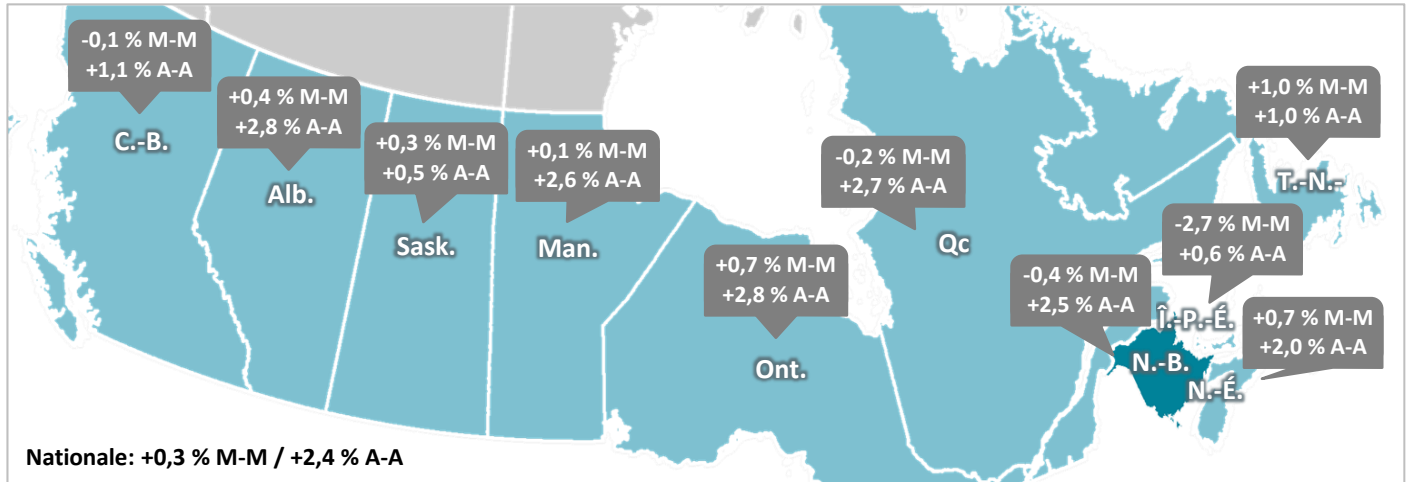 -0,1 % M-M
+1,1 % A-A
C.-B.
+0,4 % M-M
+2,8 % A-A
Alb.
+0,3 % M-M
+0,5 % A-A
Sask.
+0,1 % M-M
+2,6 % A-A
Man.
+0,7 % M-M
+2,8 % A-A
Ont.
-0,2 % M-M
+2,7 % A-A
Qc
+1,0 % M-M
+1,0 % A-A
T.-N.-
-2,7 % M-M
+0,6 % A-A
Î.-P.-É.
-0,4 % M-M
+2,5 % A-A
N.-B.
+0,7 % M-M
+2,0 % A-A
N.-É.
Nationale: +0,3 % M-M / +2,4 % A-A